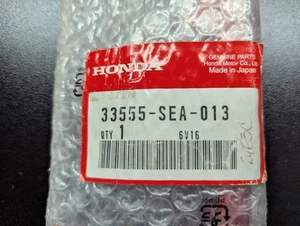 HONDA
GENUINE PARTS
Honda Motor Co., Ltd.
Made in Japan
33555-SEA-013
QTY 1
6V16